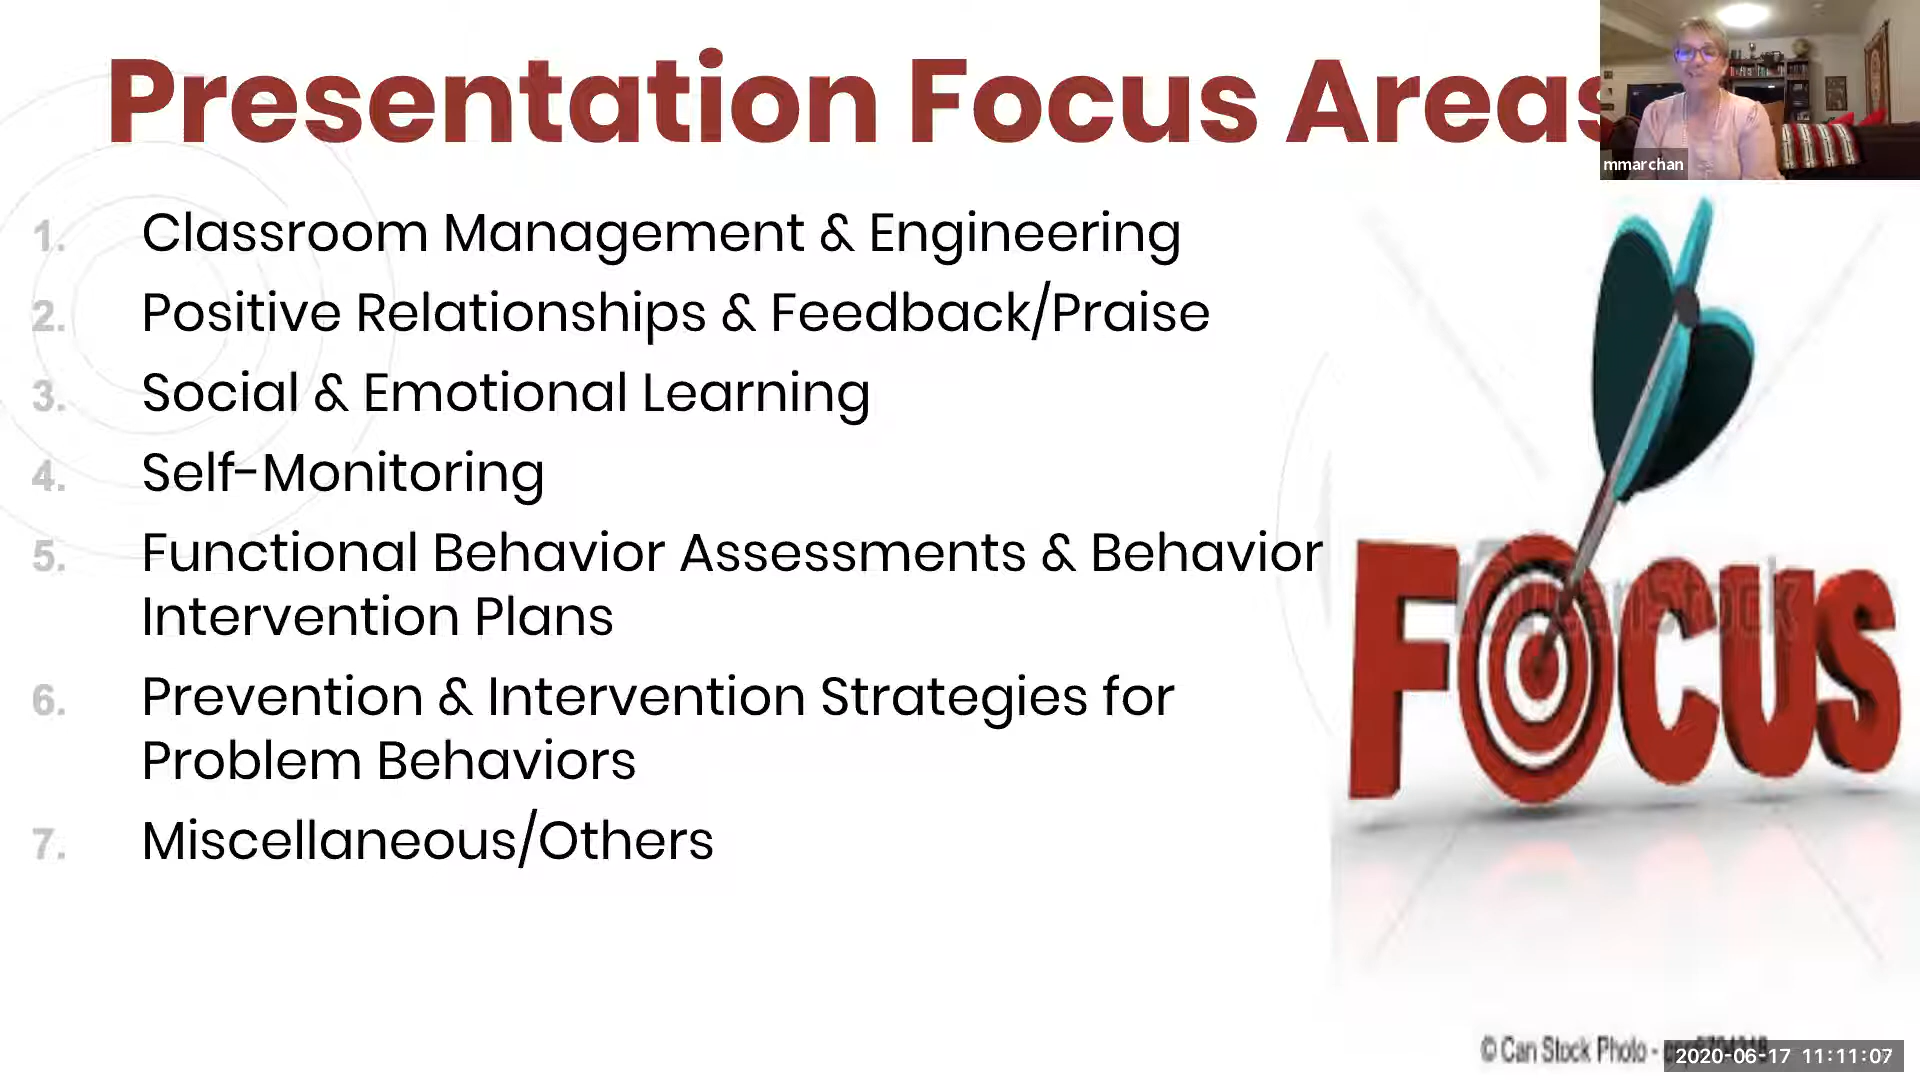 Presentation Focus Areas
mmarchan
1. Classroom Management & Engineering
2. Positive Relationships & Feedback/Praise
3. Social & Emotional Learning
4. Self-Monitoring
5. Functional Behavior Assessments & Behavior
Intervention Plans
6. Prevention & Intervention Strategies for
Problem Behaviors
7. Miscellaneous/Others
FOCUS
© Can Stock Photo -
2020-06-17 11:11:07